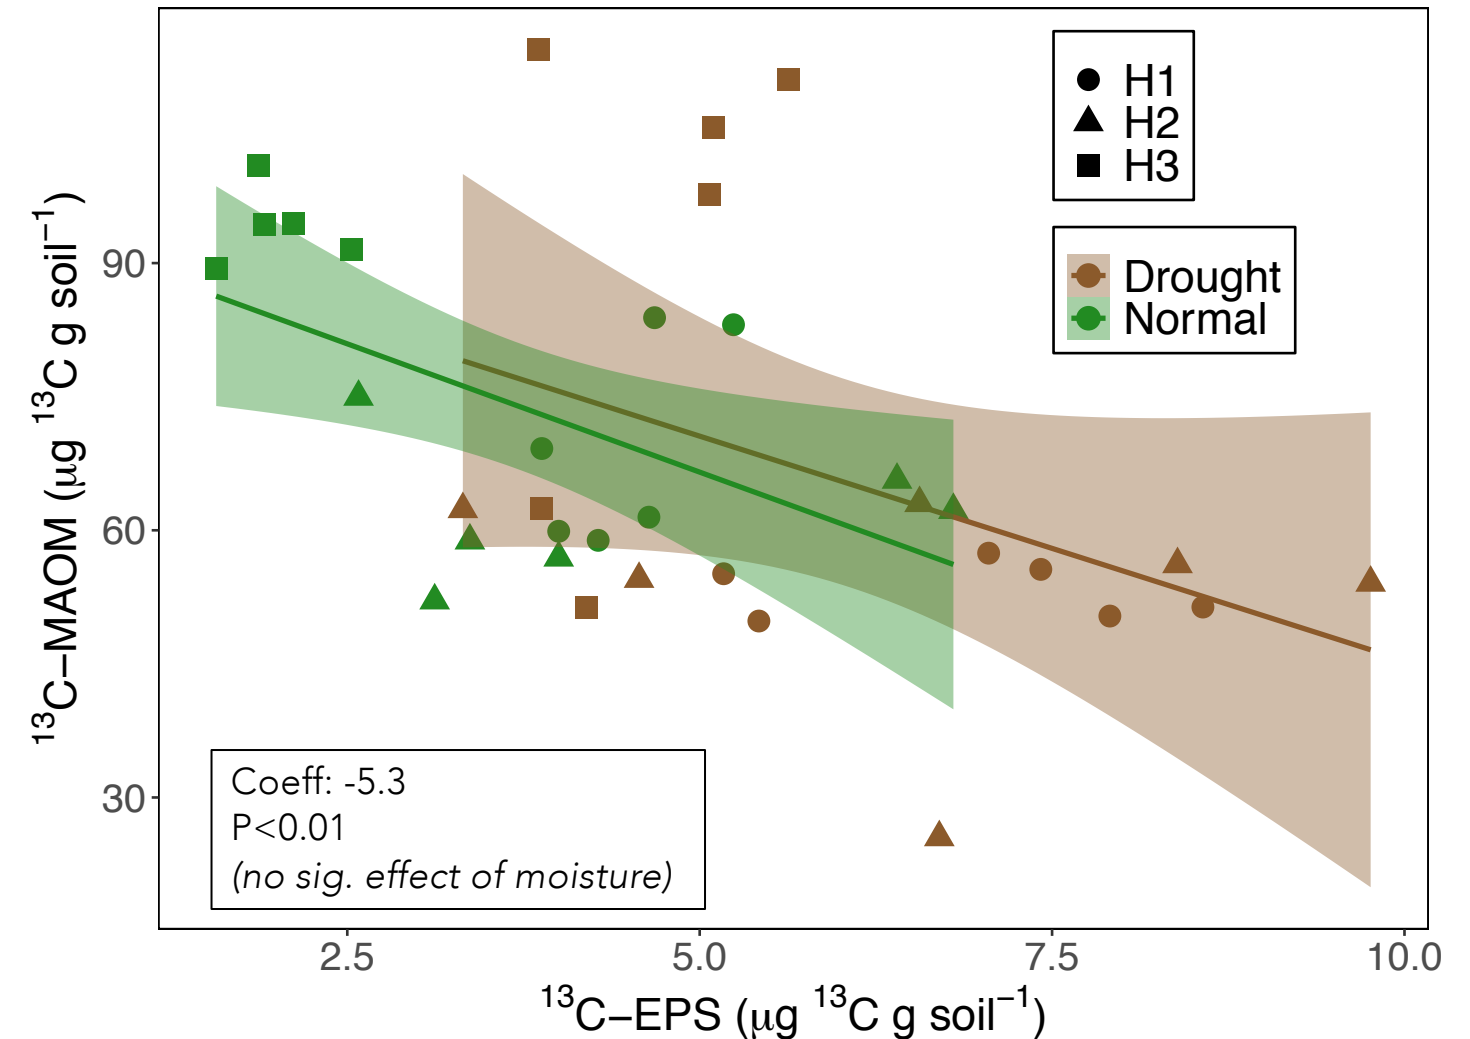 H1
H2
H3
Drought
Normal
90
60
30
¹³C−MAOM (μg ¹³C g soil⁻¹)
Coeff: -5.3
P<0.01
(no sig. effect of moisture)
2.5 5.0 7.5 10.0
¹³C−EPS (μg ¹³C g soil⁻¹)